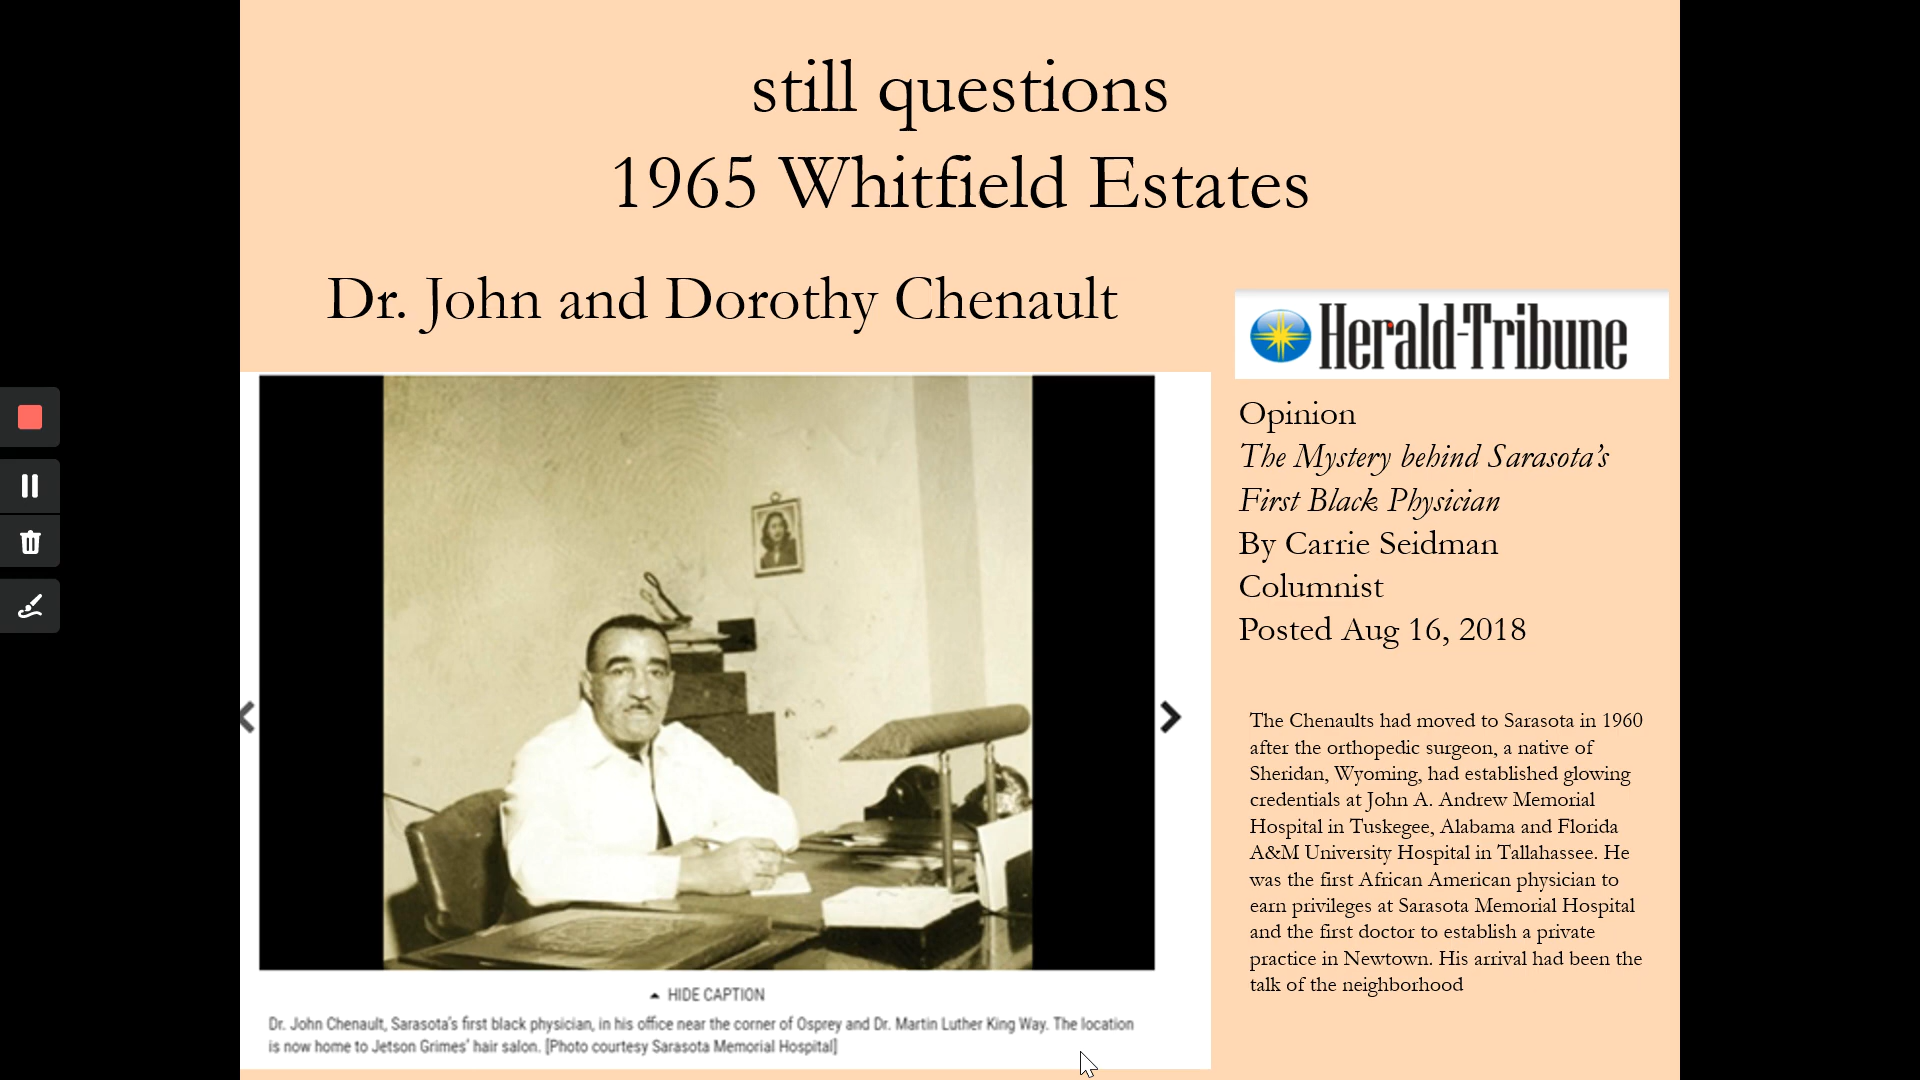 still questions
1965 Whitfield Estates
Dr. John and Dorothy Chenault
Herald-Tribune
Opinion
The Mystery behind Sarasota’s
First Black Physician
By Carrie Seidman
Columnist
Posted Aug 16, 2018
The Chenaults had moved to Sarasota in 1960
after the orthopedic surgeon, a native of
Sheridan, Wyoming, had established glowing
credentials at John A. Andrew Memorial
Hospital in Tuskegee, Alabama and Florida
A&M University Hospital in Tallahassee. He
was the first African American physician to
earn privileges at Sarasota Memorial Hospital
and the first doctor to establish a private
practice in Newtown. His arrival had been the
talk of the neighborhood
HIDE CAPTION
Dr. John Chenault, Sarasota's first black physician, in his office near the corner of Osprey and Dr. Martin Luther King Way. The location
is now home to Jetson Grimes' hair salon. [Photo courtesy Sarasota Memorial Hospital]